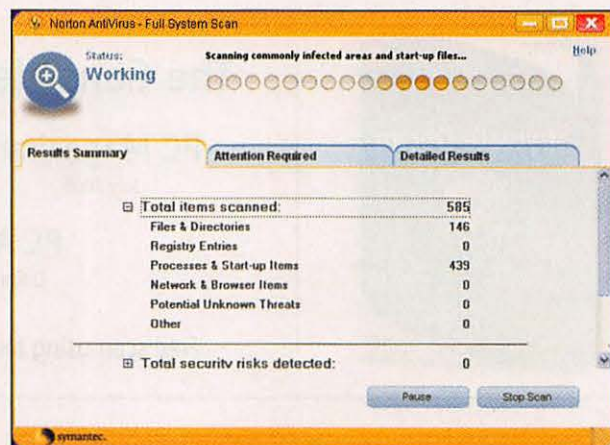 Norton AntiVirus - Full System Scan
Status:
Working
Scanning commonly infected areas and start-up files...
Help
Results Summary
Attention Required
Detailed Results
Total items scanned: 585
Files & Directories 146
Registry Entries 0
Processes & Start-up Items 439
Network & Browser Items 0
Potential Unknown Threats 0
Other 0
Total security risks detected: 0
Pause
Stop Scan
symantec.